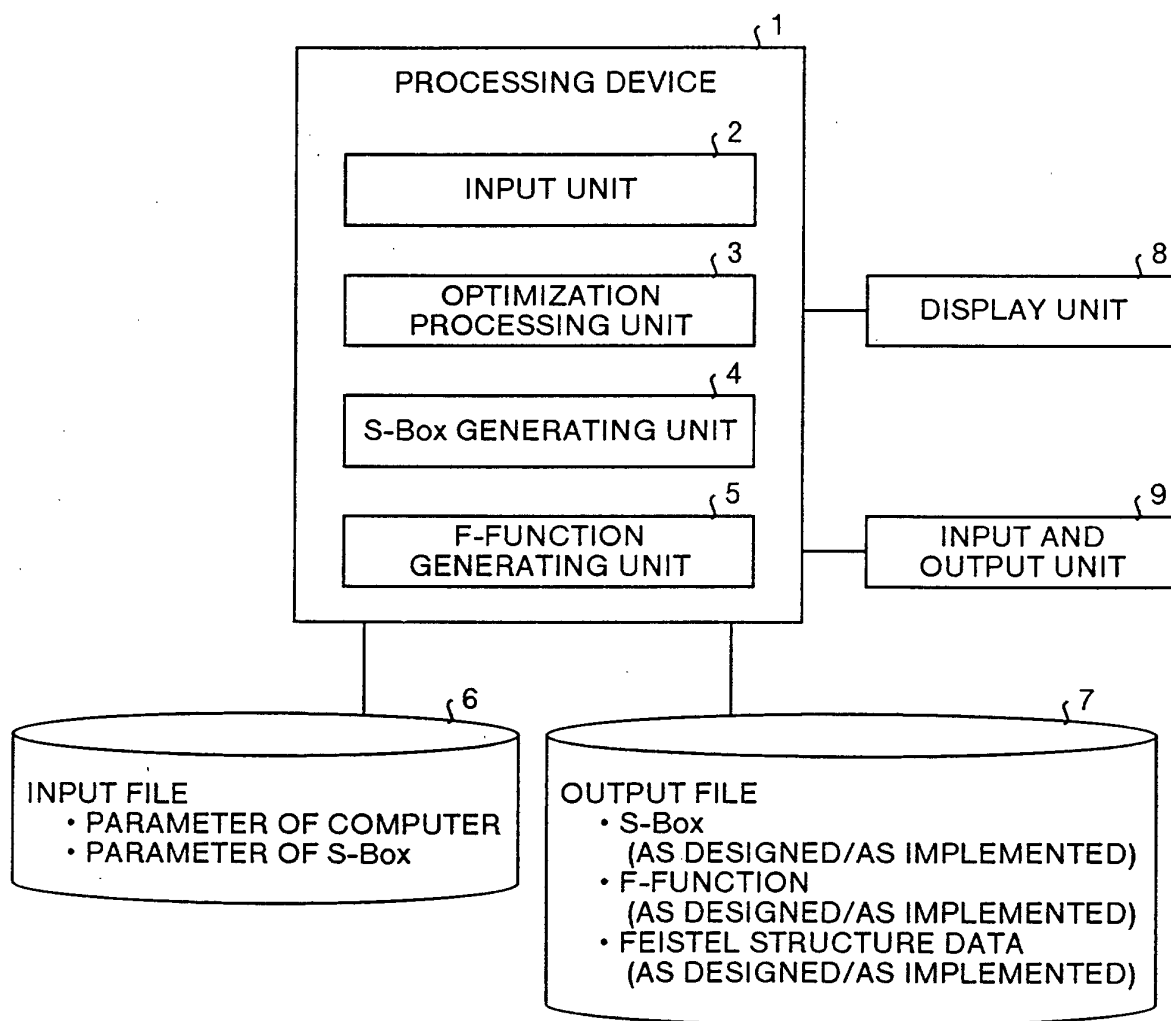 1
PROCESSING DEVICE
2
INPUT UNIT
3
OPTIMIZATION
PROCESSING UNIT
4
S-Box GENERATING UNIT
5
F-FUNCTION
GENERATING UNIT
8
DISPLAY UNIT
9
INPUT AND
OUTPUT UNIT
6
INPUT FILE
• PARAMETER OF COMPUTER
• PARAMETER OF S-Box
7
OUTPUT FILE
• S-Box
(AS DESIGNED/AS IMPLEMENTED)
• F-FUNCTION
(AS DESIGNED/AS IMPLEMENTED)
• FEISTEL STRUCTURE DATA
(AS DESIGNED/AS IMPLEMENTED)